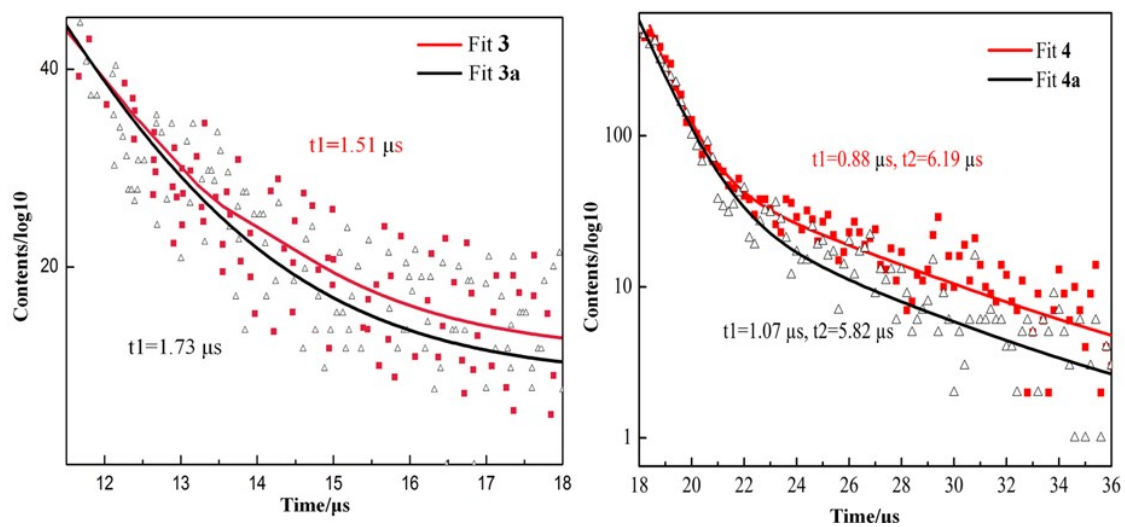 Fit 3
Fit 3a
40
20
t1=1.51 μs
t1=1.73 μs
Contents/log10
12 13 14 15 16 17 18
Time/μs
Fit 4
Fit 4a
100
10
1
t1=0.88 μs, t2=6.19 μs
t1=1.07 μs, t2=5.82 μs
Contents/log10
18 20 22 24 26 28 30 32 34 36
Time/μs